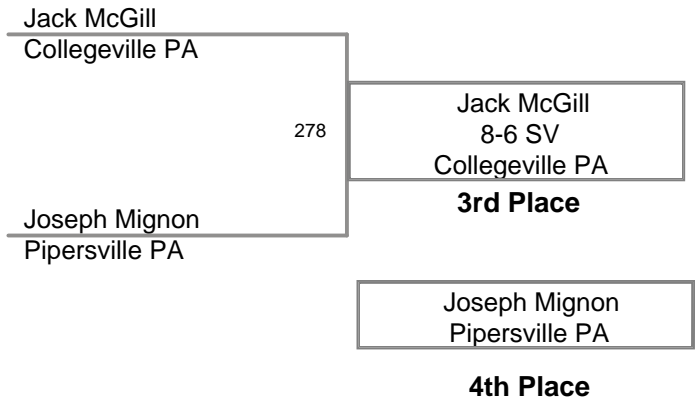 Jack McGill
Collegeville PA
278
Jack McGill
8-6 SV
Collegeville PA
3rd Place
Joseph Mignon
Pipersville PA
Joseph Mignon
Pipersville PA
4th Place